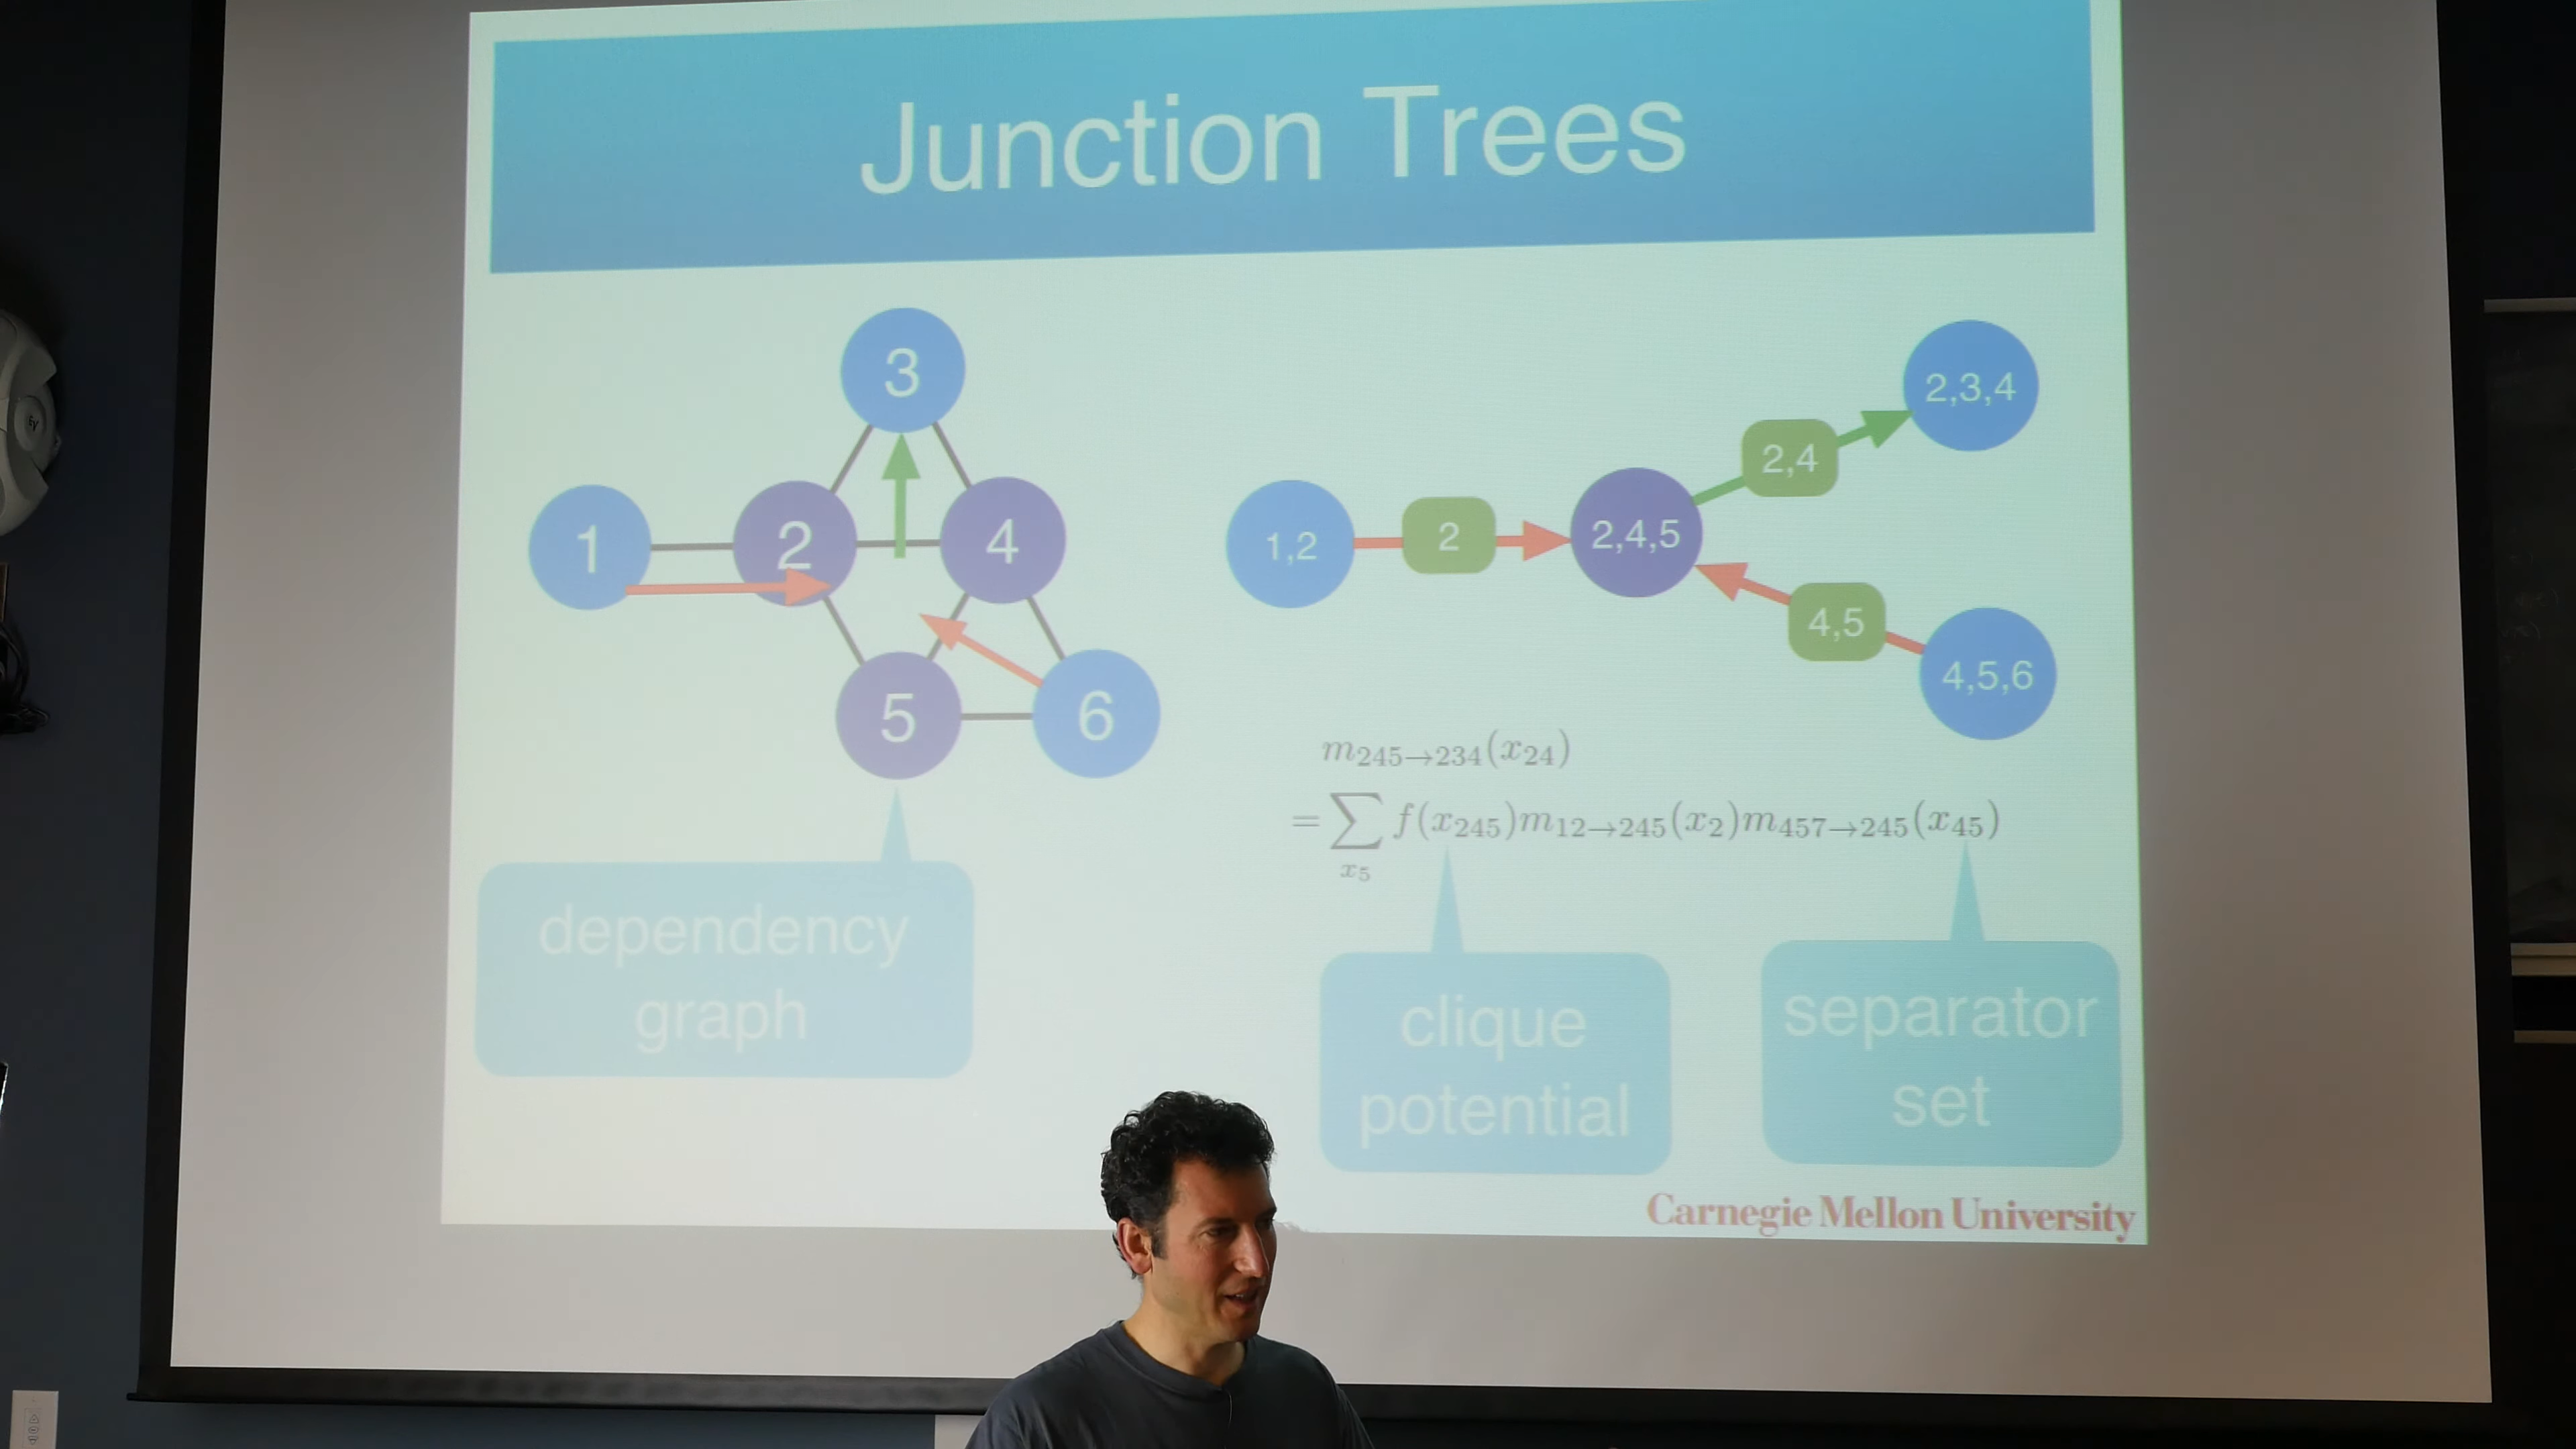 Junction Trees
3
1
2
4
5
6
1,2
2
2,4,5
2,4
2,3,4
4,5
4,5,6
m₂₄₅→₂₃₄(x₂₄)
= ∑ f(x₂₄₅)m₁₂→₂₄₅(x₂)m₄₅₇→₂₄₅(x₄₅)
x₅
dependency
graph
clique
potential
separator
set
Carnegie Mellon University